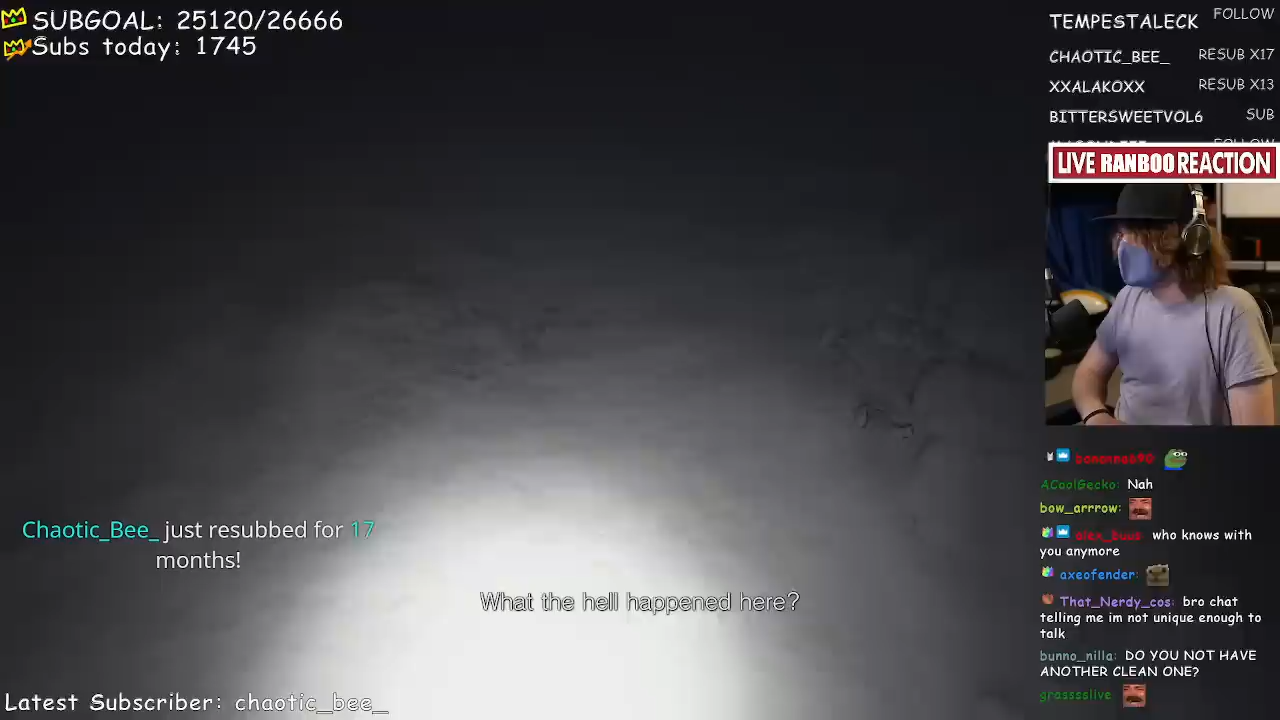 SUBGOAL: 25120/26666
Subs today: 1745
TEMPESTALECK FOLLOW
CHAOTIC_BEE_ RESUB X17
XXALAKOXX RESUB X13
BITTERSWEETVOL6 SUB
LIVE RANBOO REACTION
Chaotic_Bee_ just resubbed for 17
months!
What the hell happened here?
ACoolGecko: Nah
bow_arrrow:
alex_buus: who knows with
you anymore
axeofender:
That_Nerdy_cos: bro chat
telling me im not unique enough to
talk
bunno_nilla: DO YOU NOT HAVE
ANOTHER CLEAN ONE?
grasssslive:
Latest Subscriber: chaotic_bee_